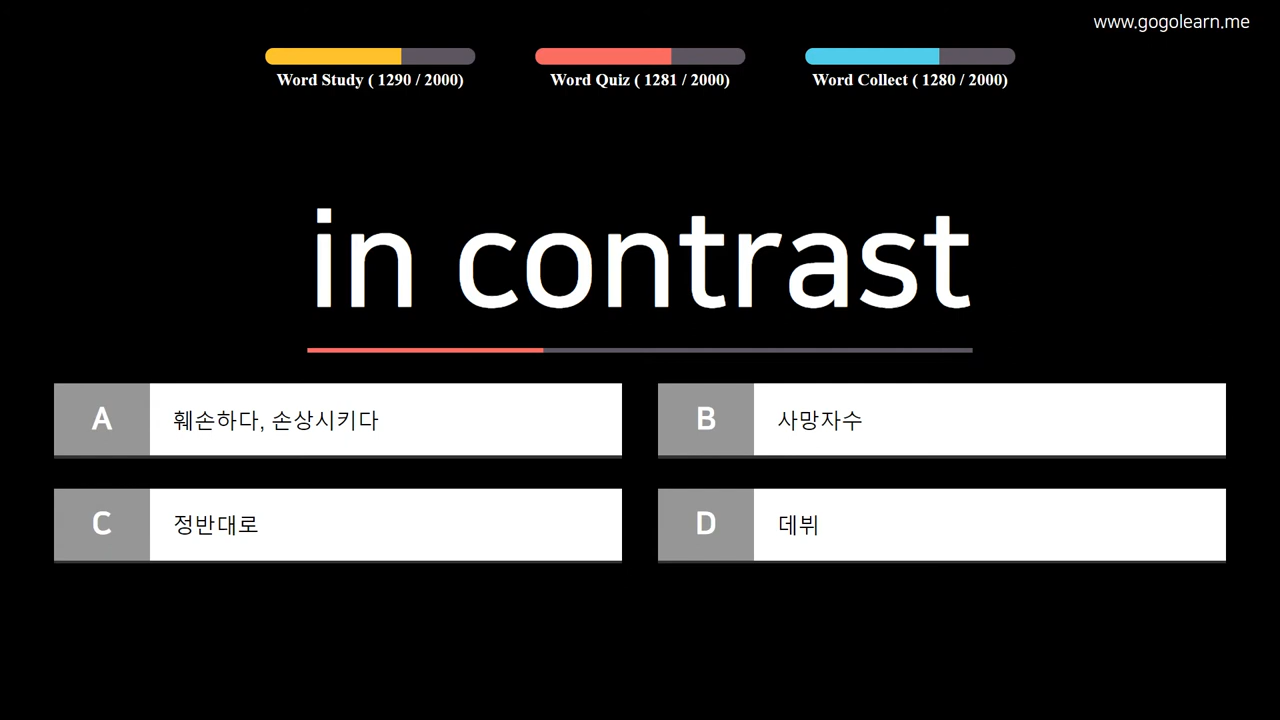 www.gogolearn.me
Word Study ( 1290 / 2000)
Word Quiz ( 1281 / 2000)
Word Collect ( 1280 / 2000)
in contrast
A 훼손하다, 손상시키다
B 사망자수
C 정반대로
D 데뷔